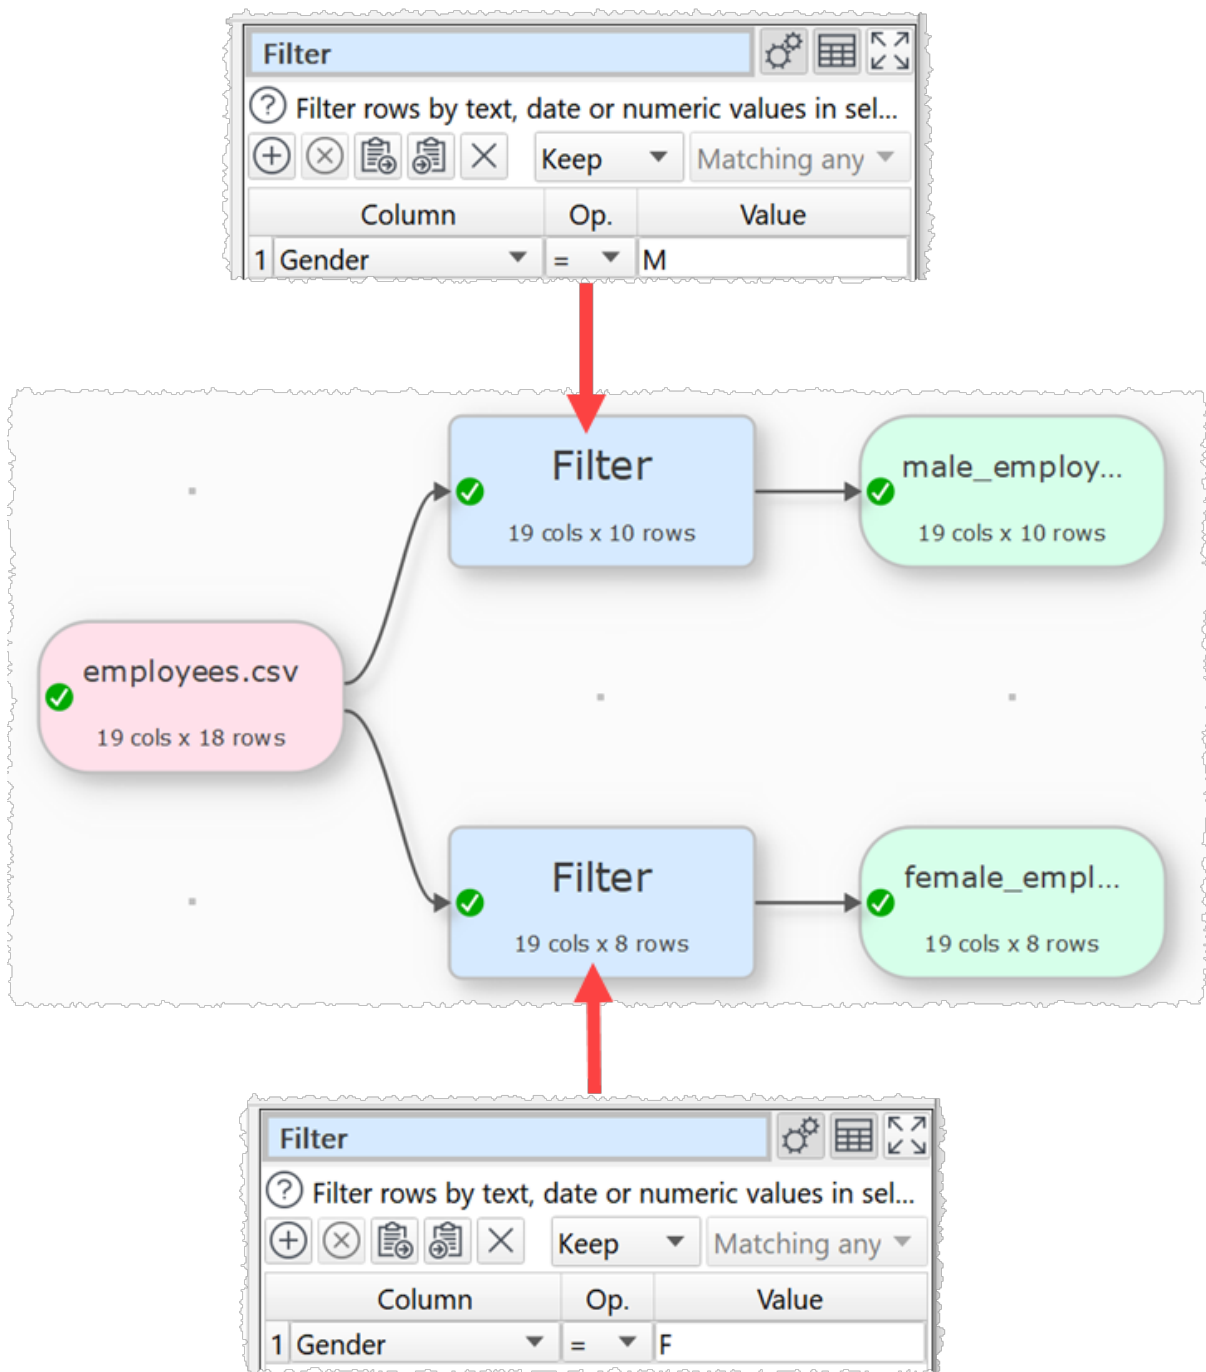 Filter
? Filter rows by text, date or numeric values in sel...
Keep Matching any
Column Op. Value
1 Gender = M
Filter
19 cols x 10 rows
male_employ...
19 cols x 10 rows
employees.csv
19 cols x 18 rows
Filter
19 cols x 8 rows
female_empl...
19 cols x 8 rows
Filter
? Filter rows by text, date or numeric values in sel...
Keep Matching any
Column Op. Value
1 Gender = F